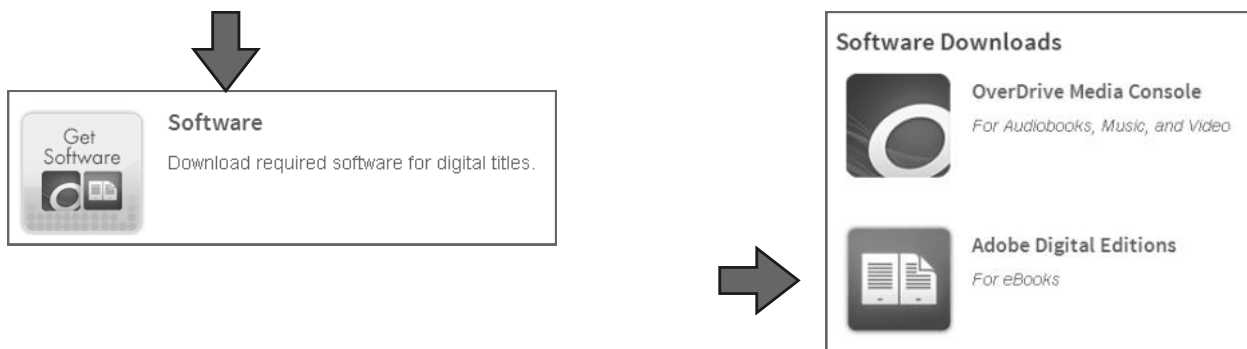 Get
Software
Software
Download required software for digital titles.
Software Downloads
OverDrive Media Console
For Audiobooks, Music, and Video
Adobe Digital Editions
For eBooks